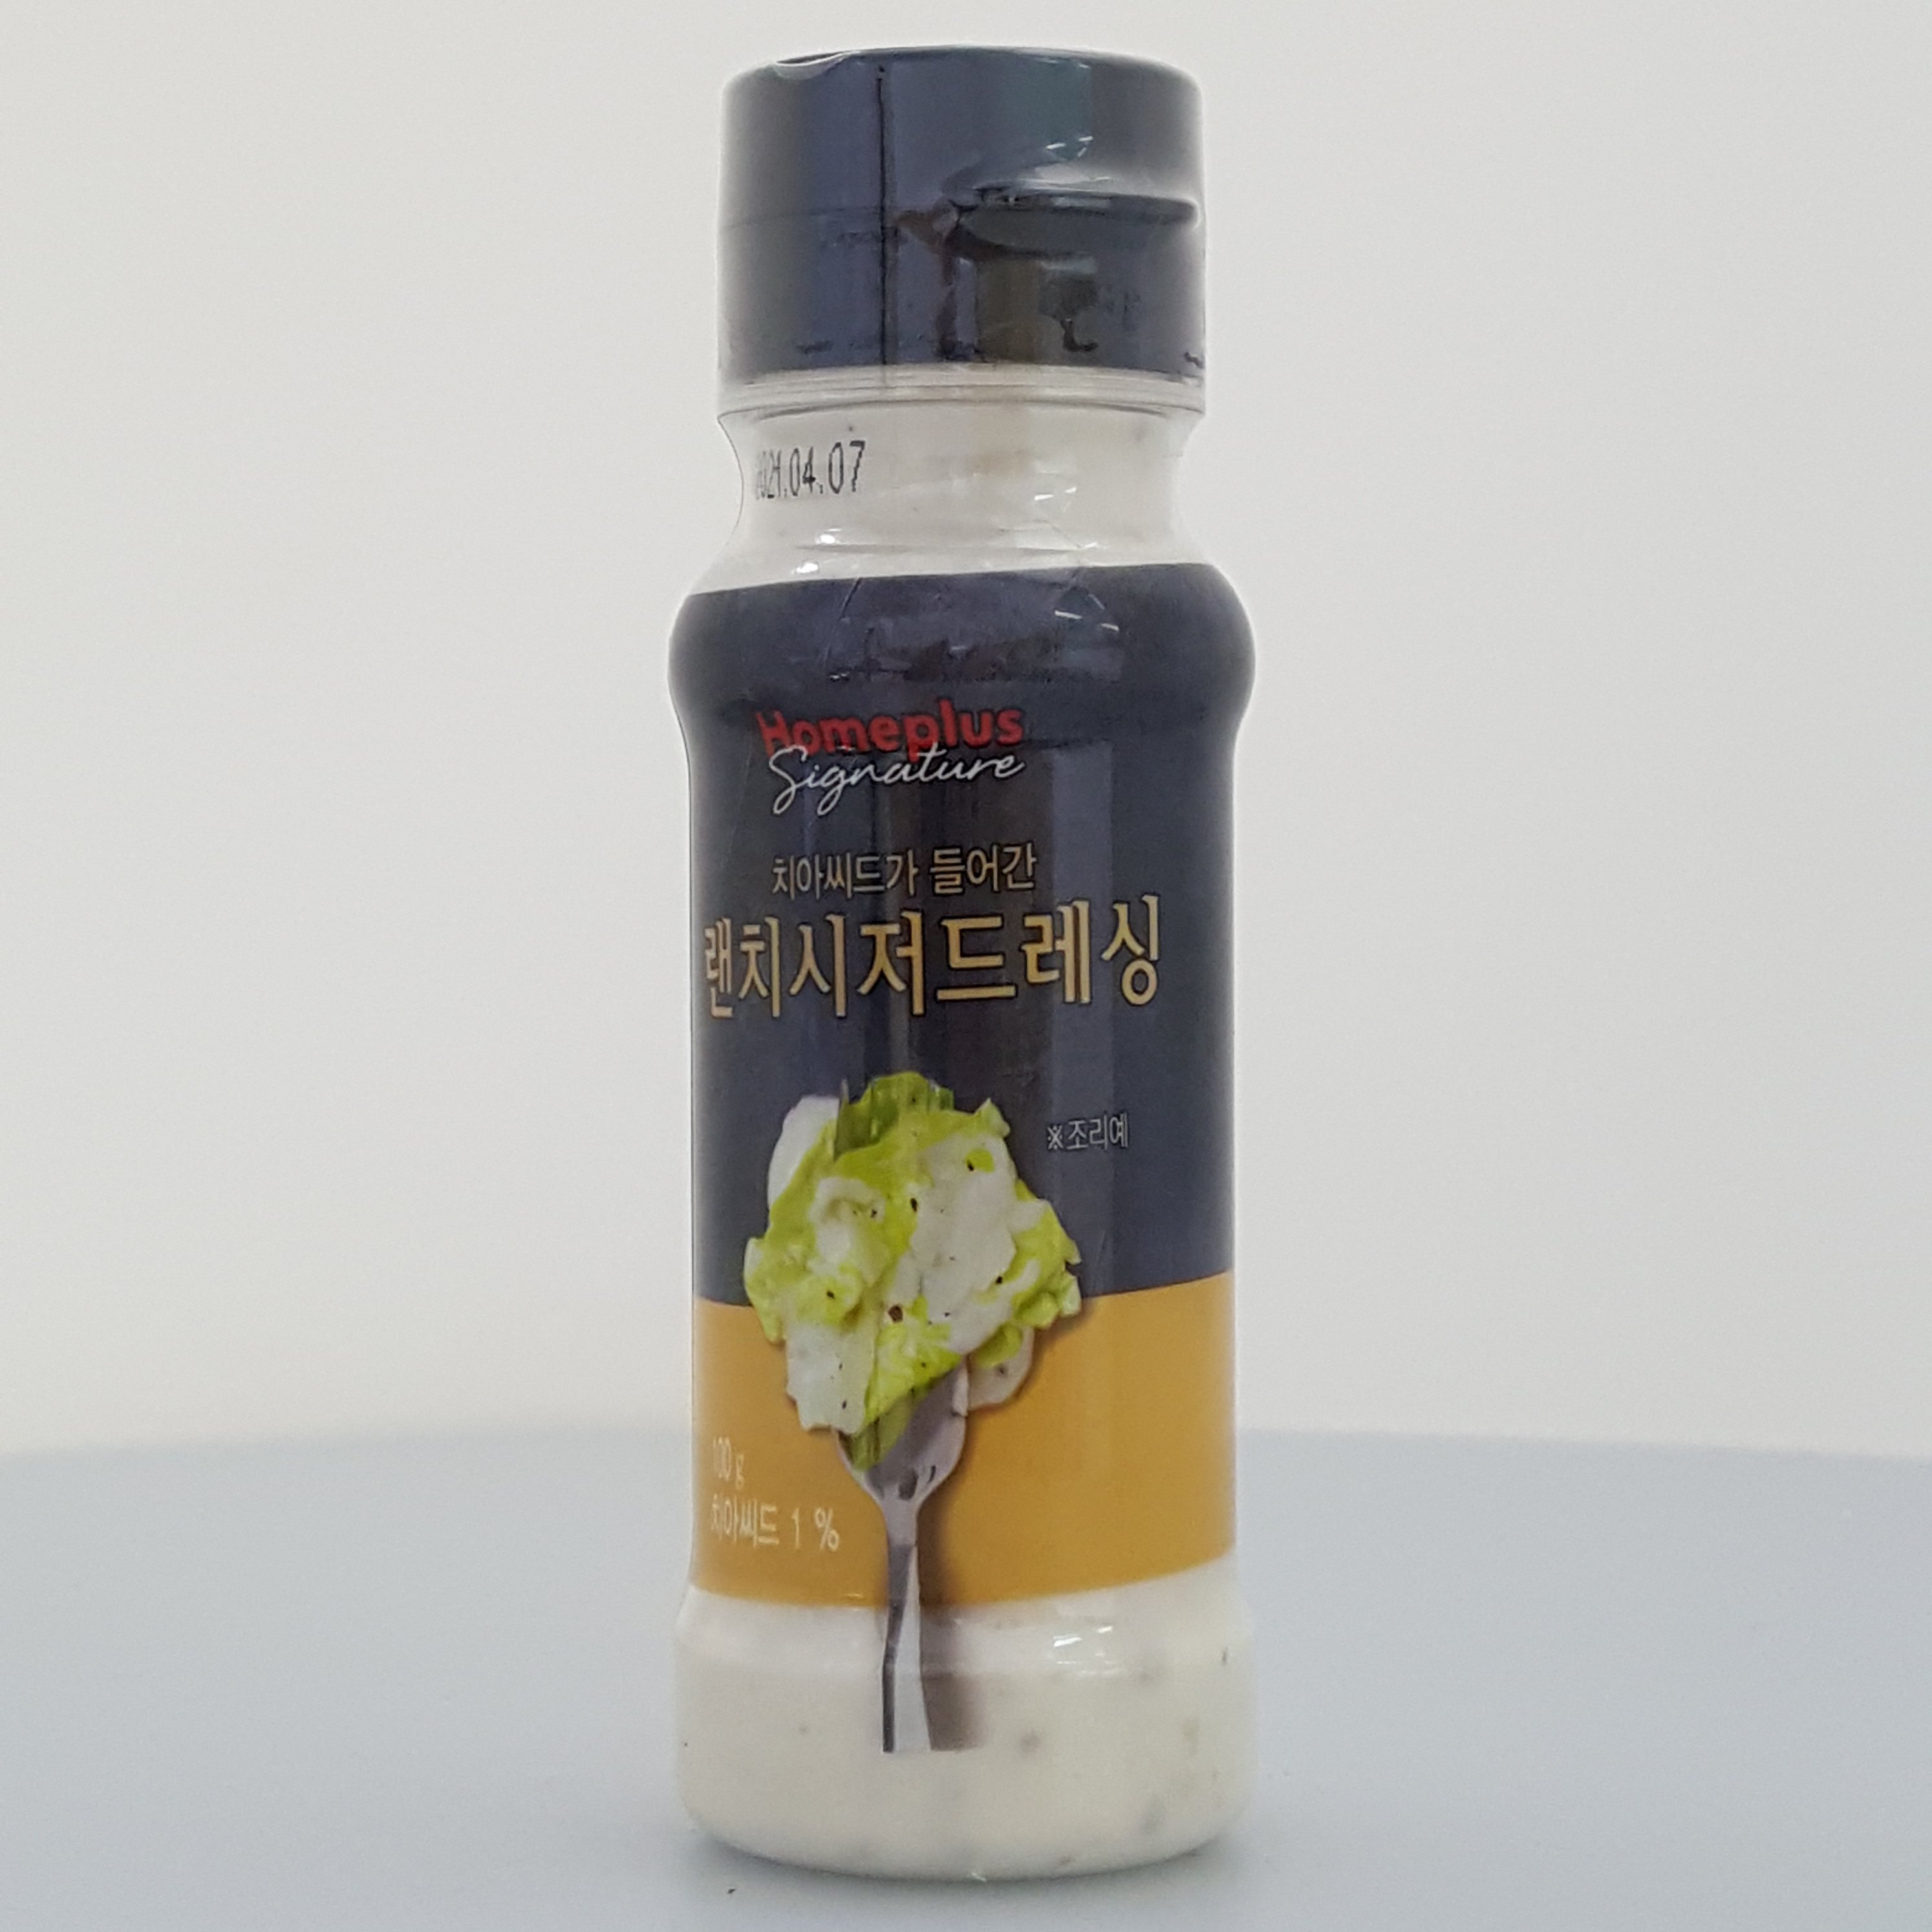 2021.04.07
Homeplus
Signature
치아씨드가 들어간
랜치시저드레싱
※조리예
100 g
치아씨드 1 %